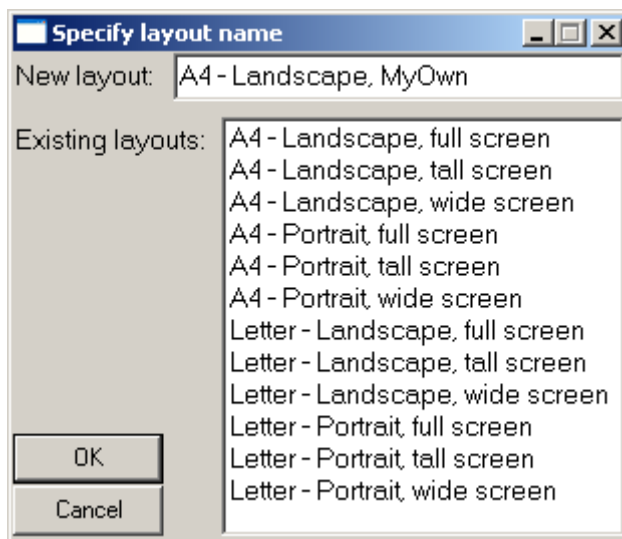 Specify layout name
New layout: A4 - Landscape, MyOwn
Existing layouts:
A4 - Landscape, full screen
A4 - Landscape, tall screen
A4 - Landscape, wide screen
A4 - Portrait, full screen
A4 - Portrait, tall screen
A4 - Portrait, wide screen
Letter - Landscape, full screen
Letter - Landscape, tall screen
Letter - Landscape, wide screen
Letter - Portrait, full screen
Letter - Portrait, tall screen
Letter - Portrait, wide screen
OK
Cancel